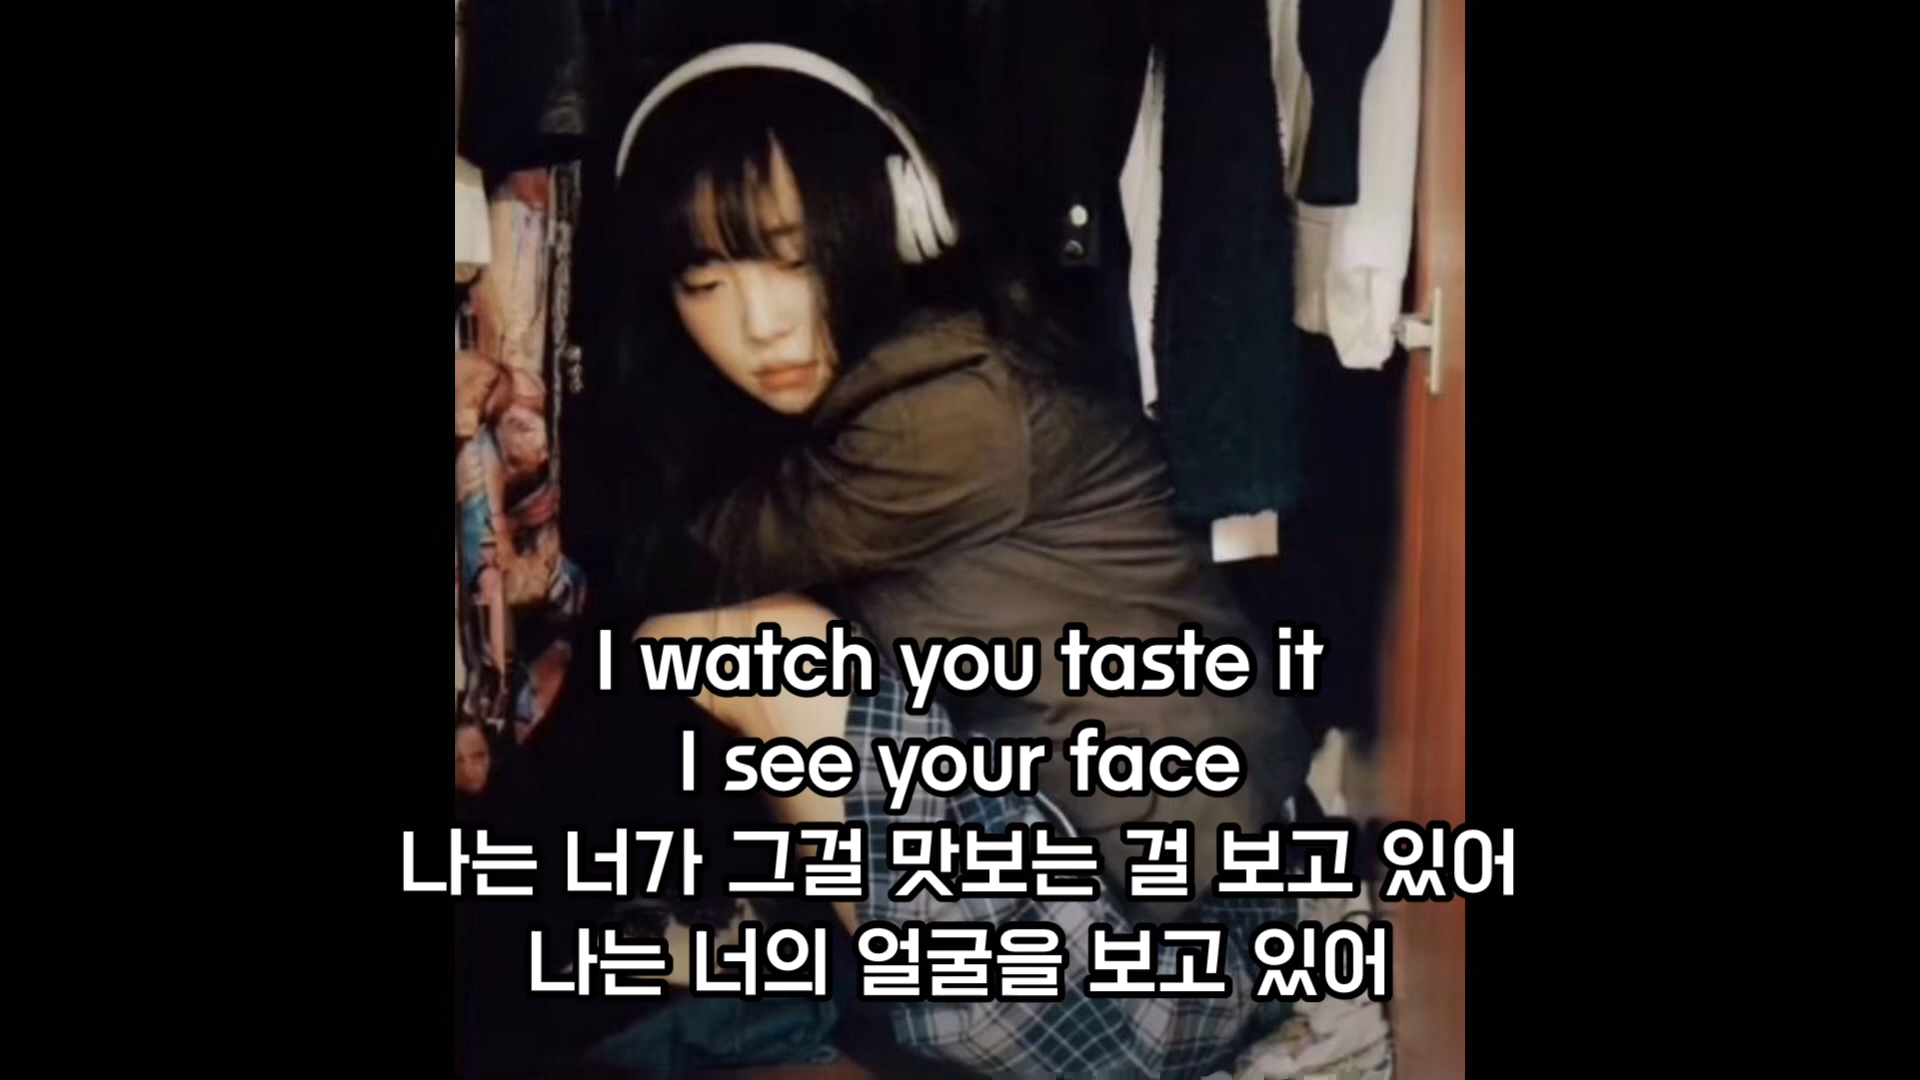 I watch you taste it
I see your face
나는 너가 그걸 맛보는 걸 보고 있어
나는 너의 얼굴을 보고 있어